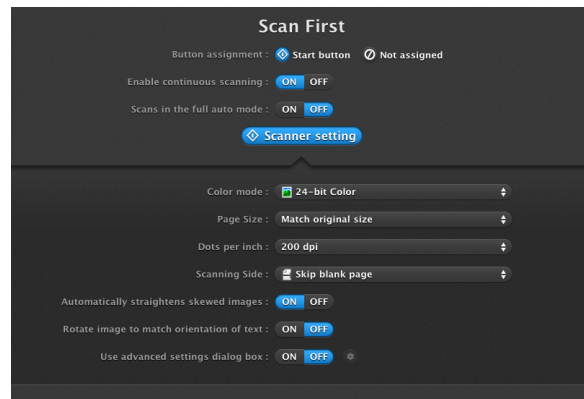 Scan First
Button assignment : Start button Not assigned
Enable continuous scanning : ON OFF
Scans in the full auto mode : ON OFF
Scanner setting
Color mode : 24-bit Color
Page Size : Match original size
Dots per inch : 200 dpi
Scanning Side : Skip blank page
Automatically straightens skewed images : ON OFF
Rotate image to match orientation of text : ON OFF
Use advanced settings dialog box : ON OFF